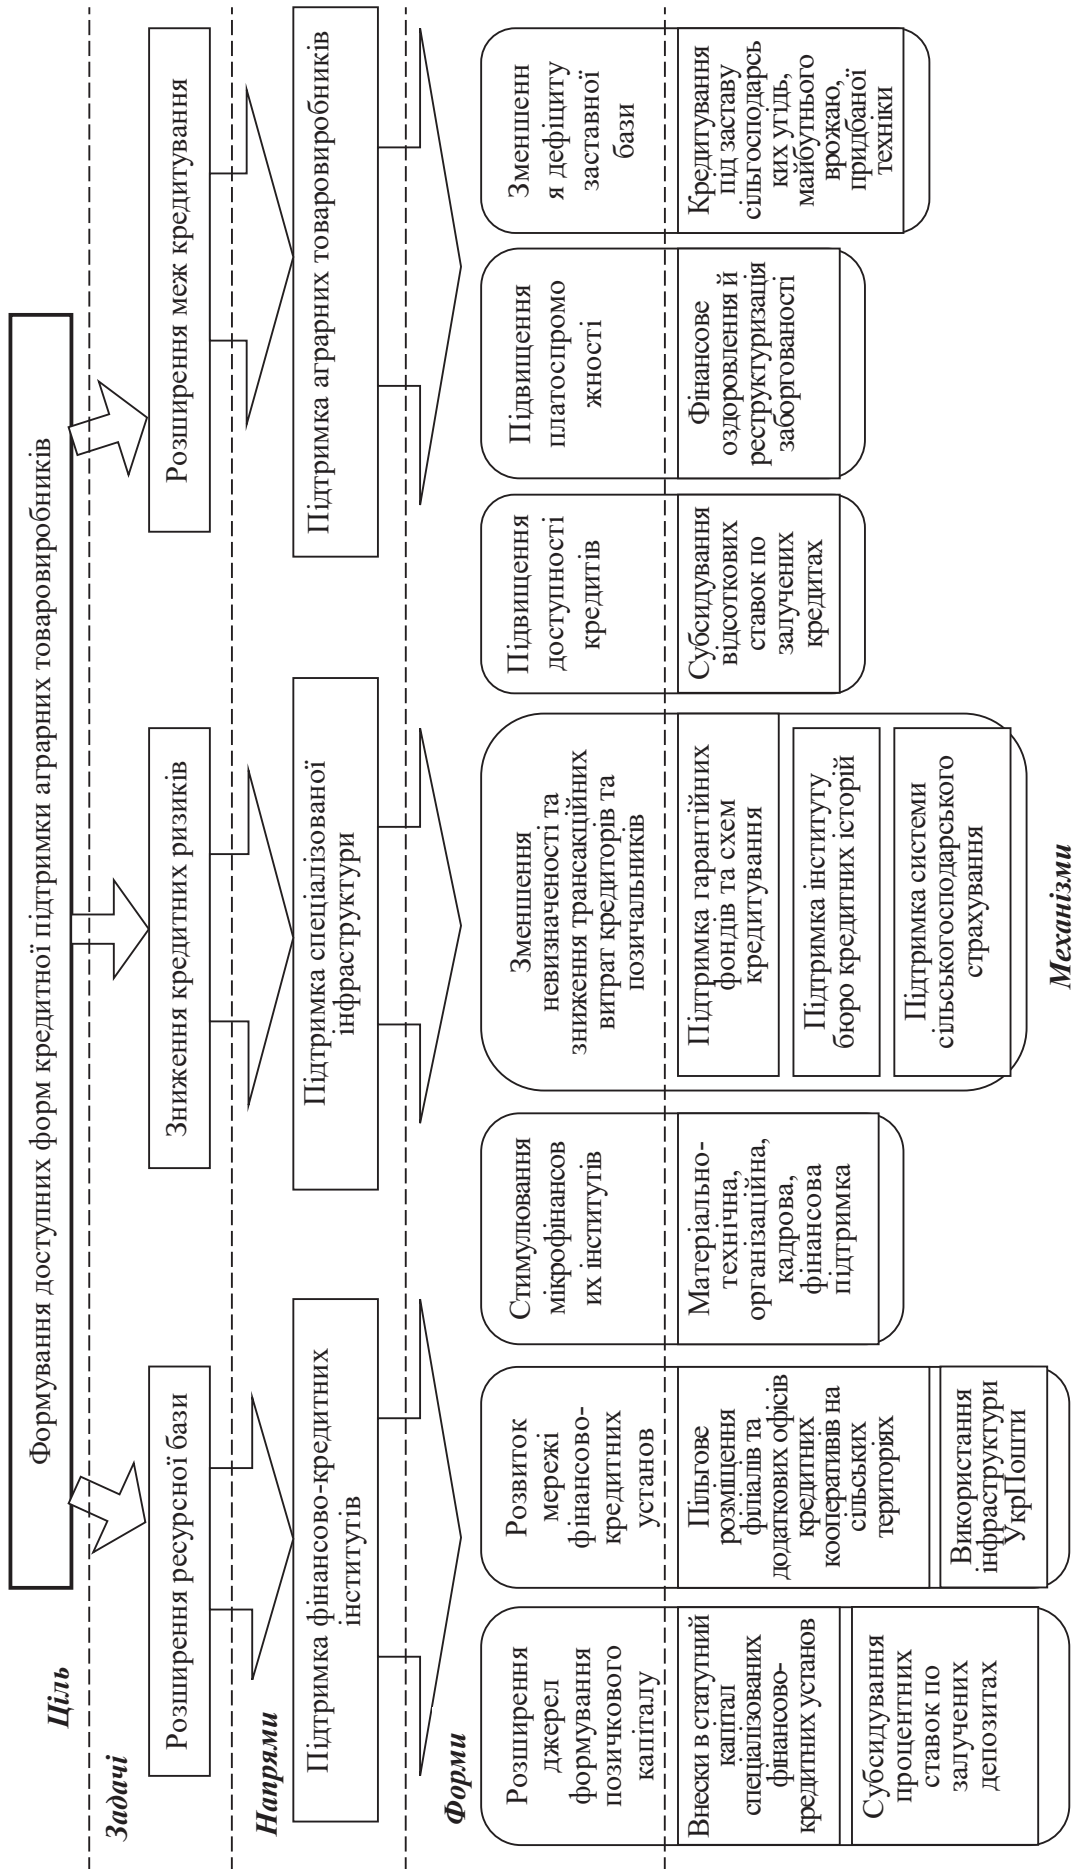 Ціль
Формування доступних форм кредитної підтримки аграрних товаровиробників
Задачі
Розширення ресурсної бази
Зниження кредитних ризиків
Розширення меж кредитування
Напрями
Підтримка фінансово-кредитних
інститутів
Підтримка спеціалізованої
інфраструктури
Підтримка аграрних товаровиробників
Форми
Розширення
джерел
формування
позичкового
капіталу
Розвиток
мережі
фінансово-
кредитних
установ
Стимулювання
мікрофінансов
их інститутів
Зменшення
невизначеності та
зниження трансакційних
витрат кредиторів та
позичальників
Підвищення
доступності
кредитів
Підвищення
платоспромо
жності
Зменшенн
я дефіциту
заставної
бази
Внески в статутний
капітал
спеціалізованих
фінансово-
кредитних установ
Субсидування
процентних
ставок по
залучених
депозитах
Пільгове
розміщення
філіалів та
додаткових офісів
кредитних
кооперативів на
сільських
територіях
Використання
інфраструктури
УкрПошти
Матеріально-
технічна,
організаційна,
кадрова,
фінансова
підтримка
Підтримка гарантійних
фондів та схем
кредитування
Підтримка інституту
бюро кредитних історій
Підтримка системи
сільськогосподарського
страхування
Субсидування
відсоткових
ставок по
залучених
кредитах
Фінансове
оздоровлення й
реструктуризація
заборгованості
Кредитування
під заставу
сільгосподарсь
ких угідь,
майбутнього
врожаю,
придбаної
техніки
Механізми